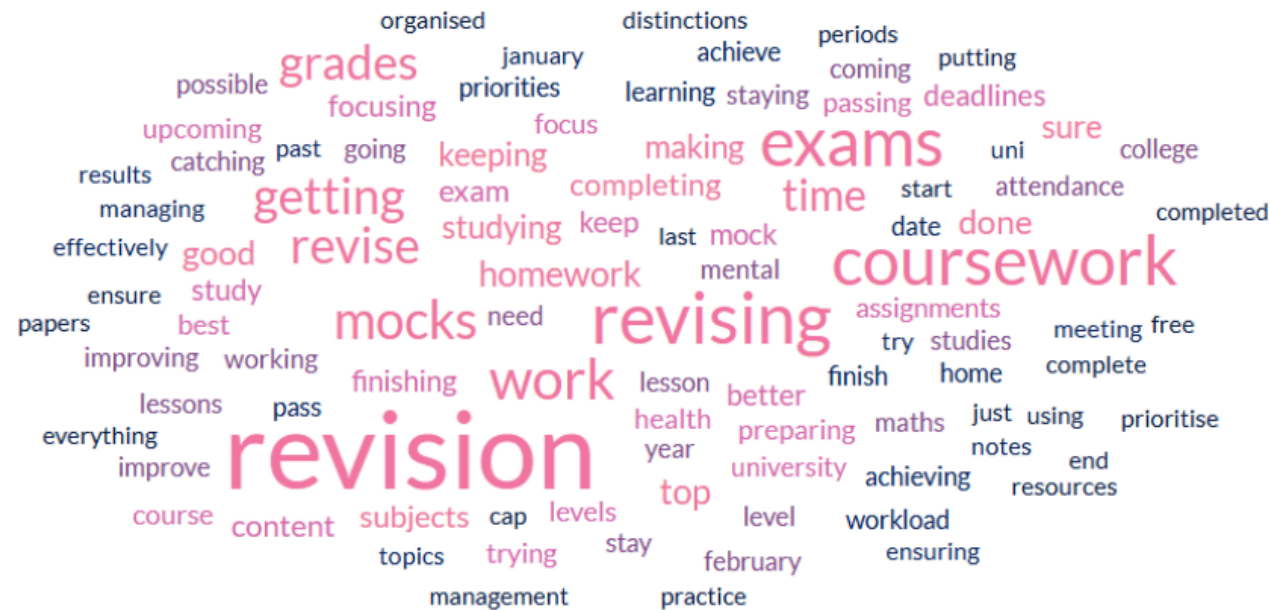 organised distinctions
periods
grades january achieve putting
possible priorities coming
focusing learning staying passing deadlines
upcoming focus exams sure
catching past going keeping making uni college
results getting exam completing time start attendance
managing studying keep completed
effectively good revise last mock date done
homework mental coursework
ensure study
papers best mocks need revising assignments meeting free
improving working try studies
finishing work lesson finish home complete
lessons pass better
everything revision health preparing maths just using prioritise
improve year university achieving notes end
top resources
course content subjects cap levels level workload
topics trying stay february ensuring
management practice